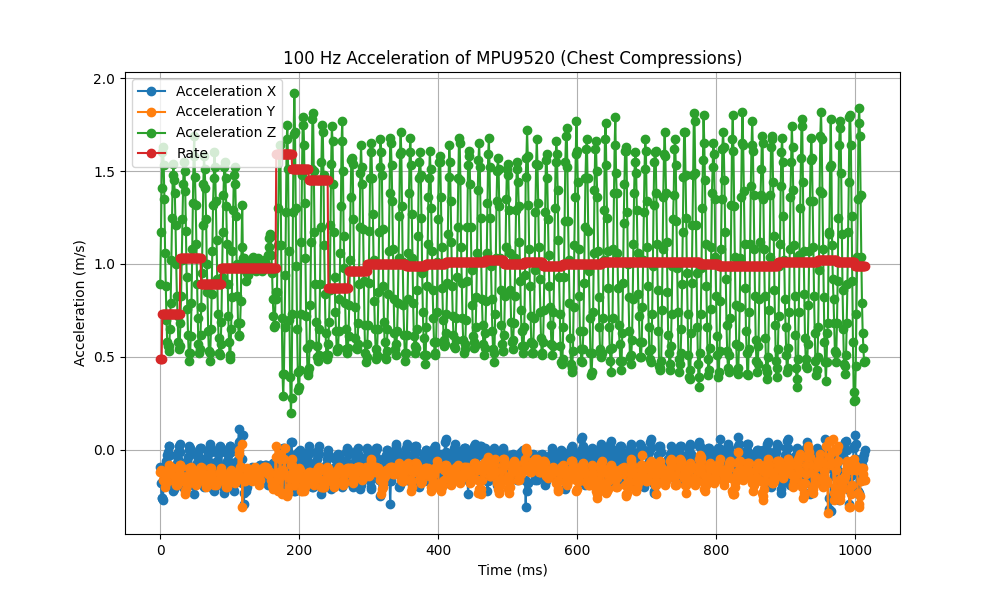 100 Hz Acceleration of MPU9520 (Chest Compressions)
Acceleration X
Acceleration Y
Acceleration Z
Rate
2.0
1.5
1.0
0.5
0.0
Acceleration (m/s)
0 200 400 600 800 1000
Time (ms)